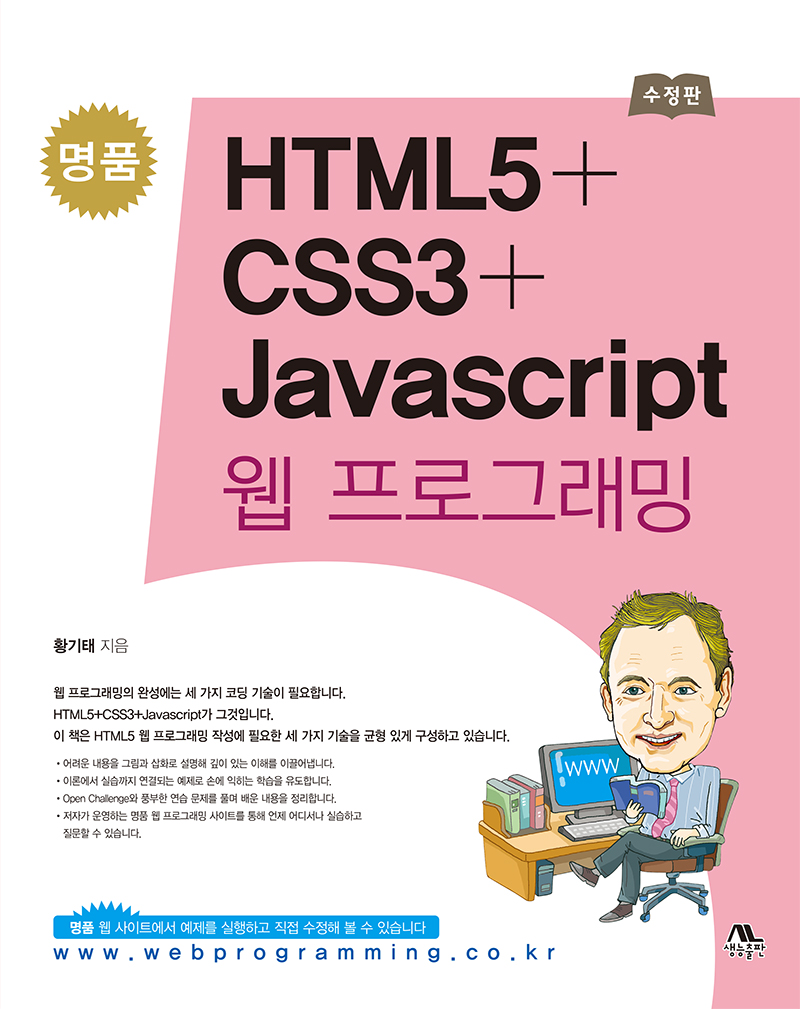 수정판
명품
HTML5+
CSS3+
Javascript
웹 프로그래밍
황기태 지음
웹 프로그래밍의 완성에는 세 가지 코딩 기술이 필요합니다.
HTML5+CSS3+Javascript가 그것입니다.
이 책은 HTML5 웹 프로그래밍 작성에 필요한 세 가지 기술을 균형 있게 구성하고 있습니다.
• 어려운 내용을 그림과 삽화로 설명해 깊이 있는 이해를 이끌어냅니다.
• 이론에서 실습까지 연결되는 예제로 손에 익히는 학습을 유도합니다.
• Open Challenge와 풍부한 연습 문제를 풀며 배운 내용을 정리합니다.
• 저자가 운영하는 명품 웹 프로그래밍 사이트를 통해 언제 어디서나 실습하고
질문할 수 있습니다.
WWW
명품 웹 사이트에서 예제를 실행하고 직접 수정해 볼 수 있습니다
www.webprogramming.co.kr
생능출판